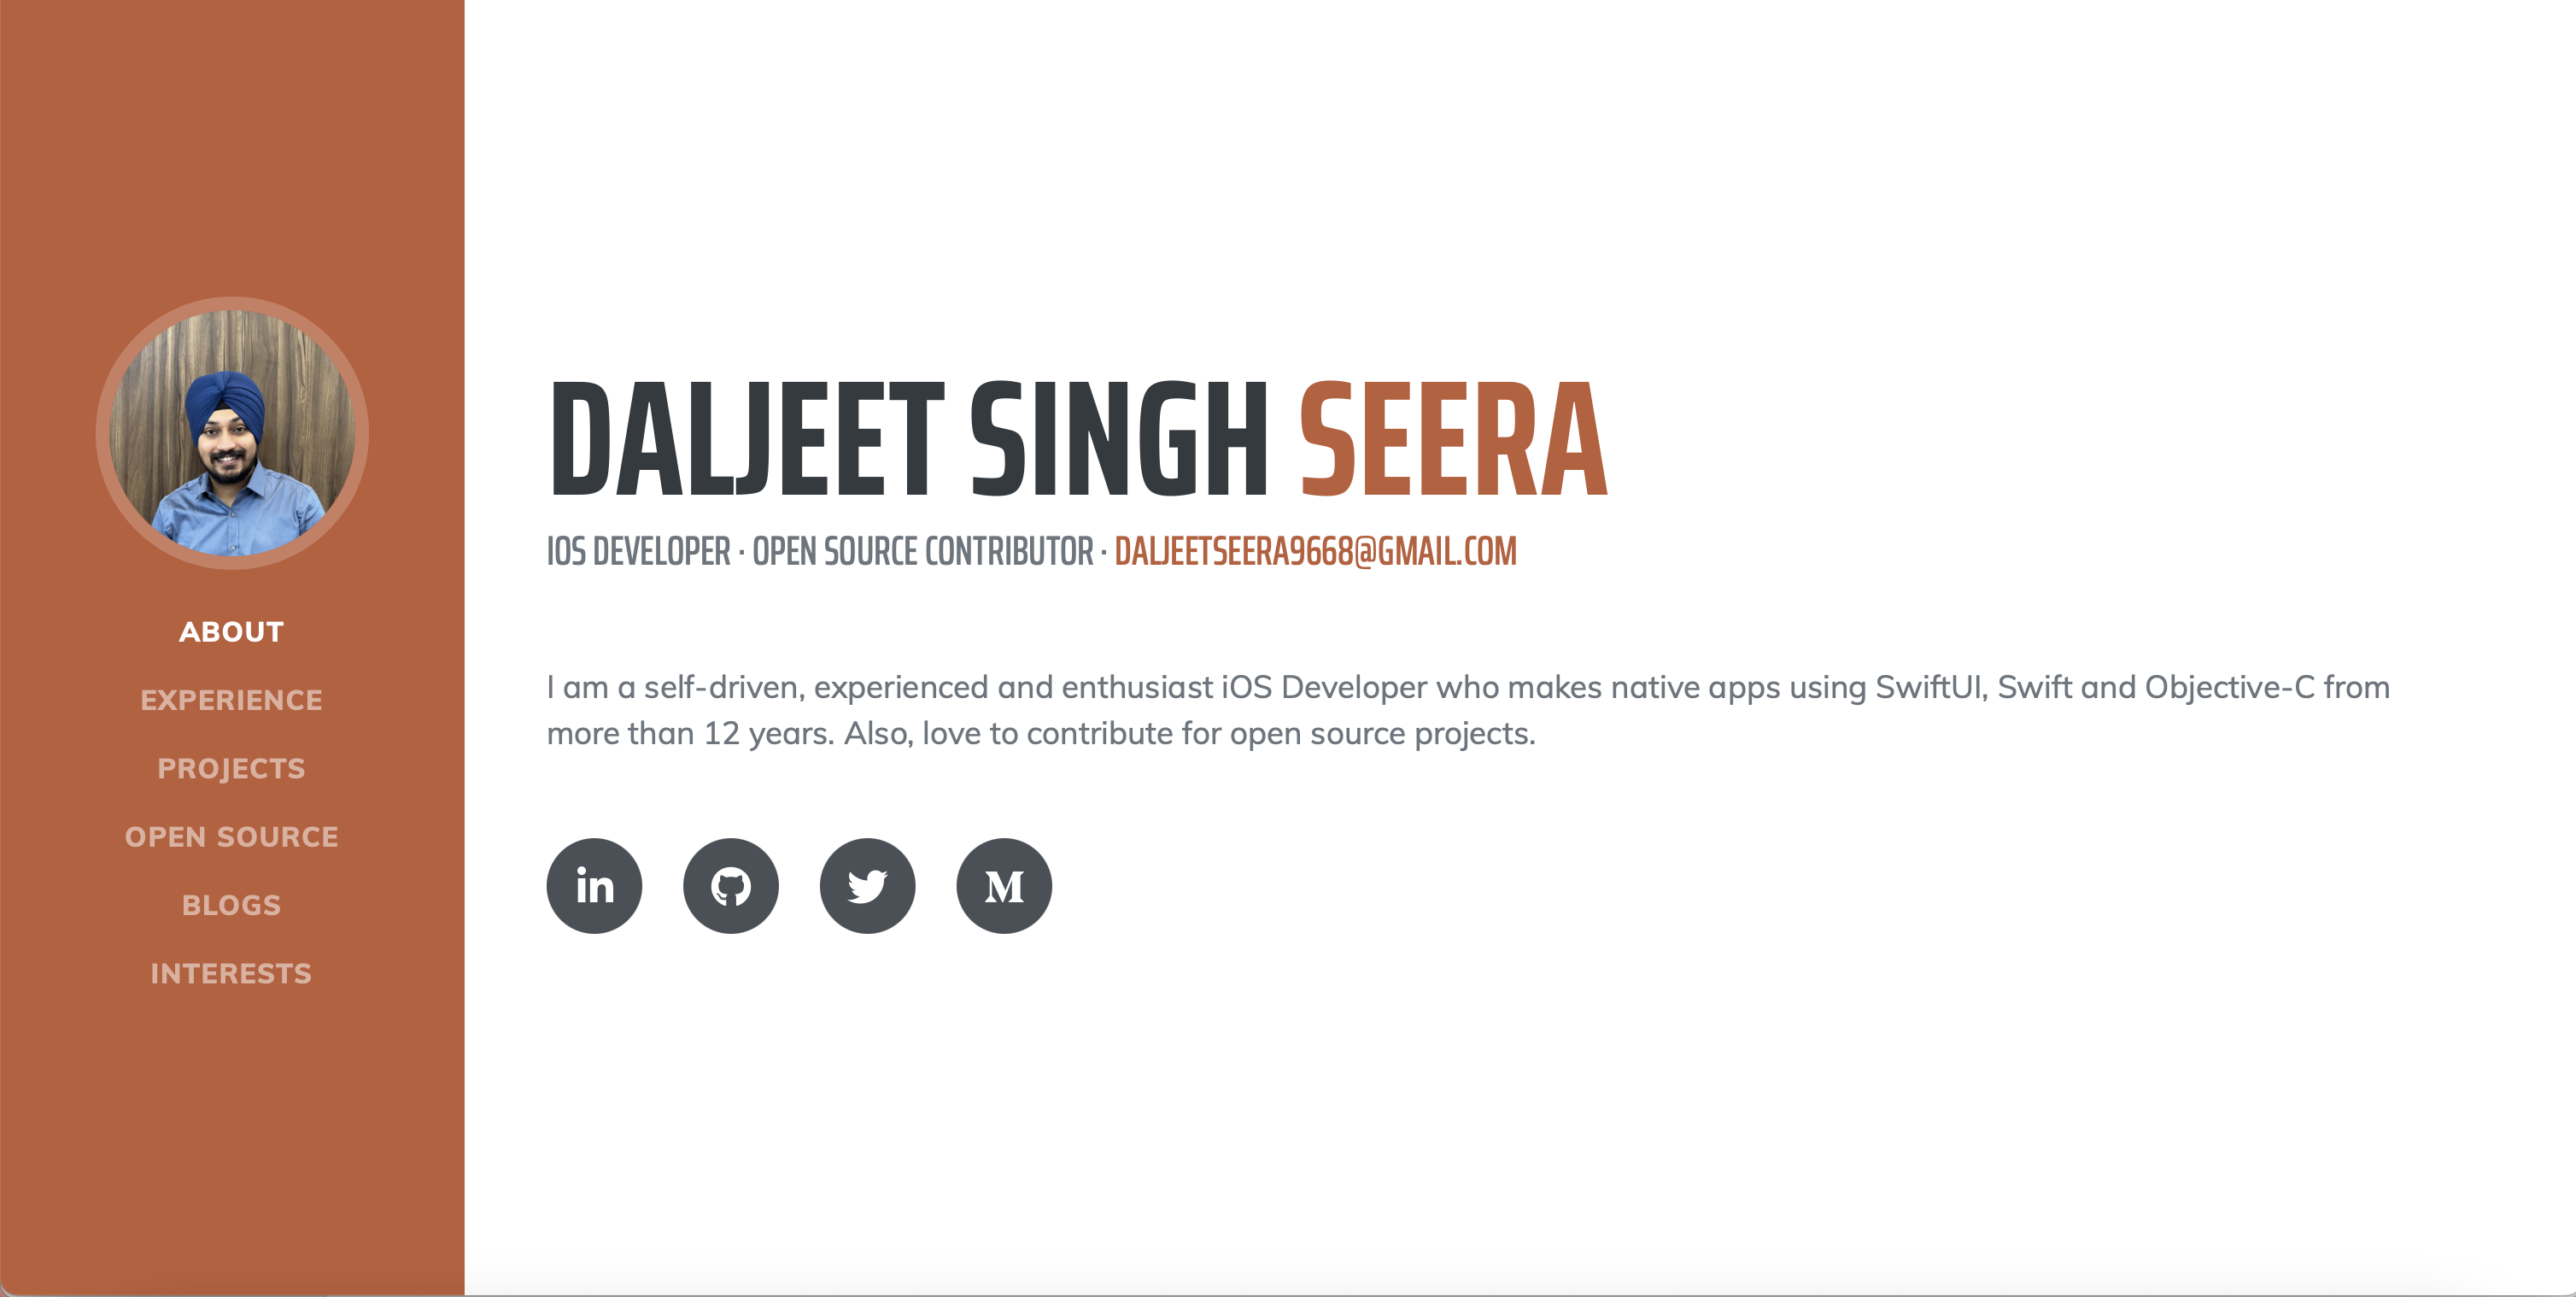 ABOUT
EXPERIENCE
PROJECTS
OPEN SOURCE
BLOGS
INTERESTS
DALJEET SINGH SEERA
IOS DEVELOPER · OPEN SOURCE CONTRIBUTOR · DALJEETSEERA9668@GMAIL.COM
I am a self-driven, experienced and enthusiast iOS Developer who makes native apps using SwiftUI, Swift and Objective-C from
more than 12 years. Also, love to contribute for open source projects.
in
M